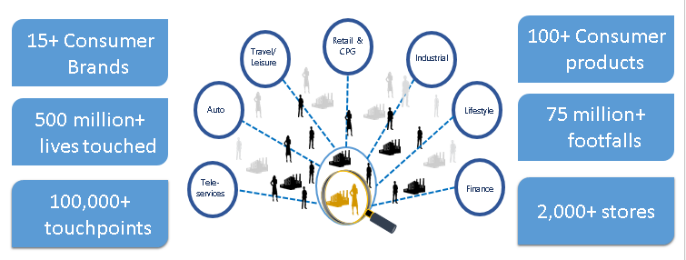 15+ Consumer
Brands
500 million+
lives touched
100,000+
touchpoints
Travel/
Leisure
Retail &
CPG
Industrial
Auto
Lifestyle
Tele-
services
Finance
100+ Consumer
products
75 million+
footfalls
2,000+ stores